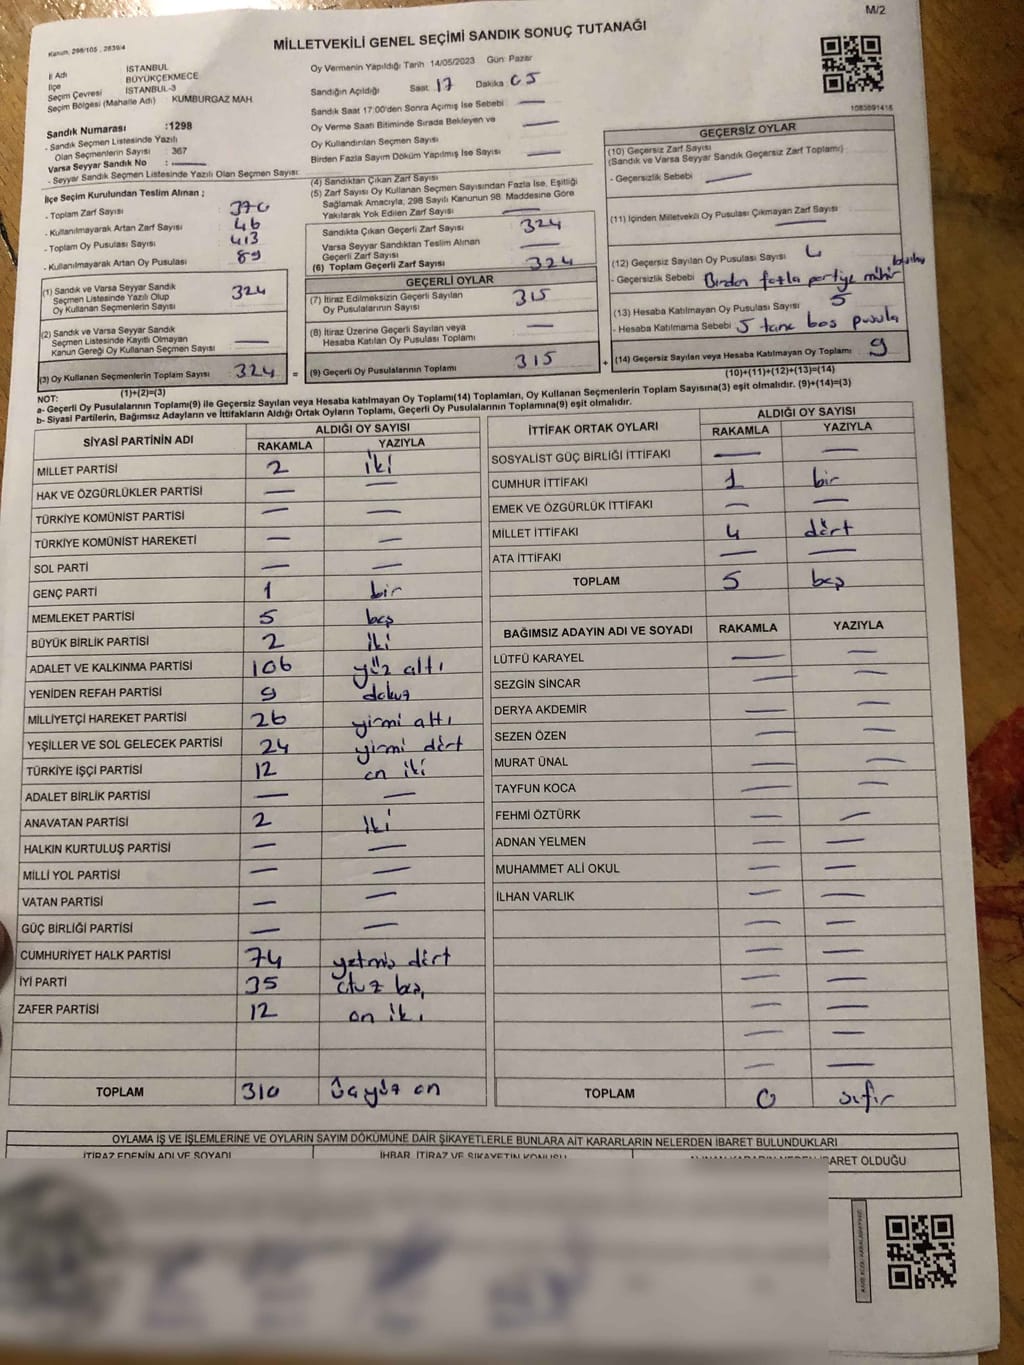 M/2
Kanun, 298/105 , 2839/4
MİLLETVEKİLİ GENEL SEÇİMİ SANDIK SONUÇ TUTANAĞI
İl Adı İSTANBUL
İlçe BÜYÜKÇEKMECE
Seçim Çevresi İSTANBUL-3
Seçim Bölgesi (Mahalle Adı) KUMBURGAZ MAH.
Sandık Numarası :1298
- Sandık Seçmen Listesinde Yazılı
Olan Seçmenlerin Sayısı 367
Varsa Seyyar Sandık No : —
- Seyyar Sandık Seçmen Listesinde Yazılı Olan Seçmen Sayısı:
Oy Vermenin Yapıldığı Tarih 14/05/2023 Gün: Pazar
Sandığın Açıldığı Saat 17 Dakika 05
Sandık Saat 17:00'den Sonra Açımış İse Sebebi —
Oy Verme Saati Bitiminde Sırada Bekleyen ve
Oy Kullandırılan Seçmen Sayısı —
Birden Fazla Sayım Döküm Yapılmış İse Sayısı —
1083691416
İlçe Seçim Kurulundan Teslim Alınan ;
- Toplam Zarf Sayısı : 370
- Kullanılmayarak Artan Zarf Sayısı : 46
- Toplam Oy Pusulası Sayısı : 413
- Kullanılmayarak Artan Oy Pusulası : 89
(1) Sandık ve Varsa Seyyar Sandık
Seçmen Listesinde Yazılı Olup
Oy Kullanan Seçmenlerin Sayısı 324
(2) Sandık ve Varsa Seyyar Sandık
Seçmen Listesinde Kayıtlı Olmayan
Kanun Gereği Oy Kullanan Seçmen Sayısı —
(3) Oy Kullanan Seçmenlerin Toplam Sayısı 324 =
(1)+(2)=(3)
(4) Sandıktan Çıkan Zarf Sayısı
(5) Zarf Sayısı Oy Kullanan Seçmen Sayısından Fazla İse, Eşitliği
Sağlamak Amacıyla, 298 Sayılı Kanunun 98. Maddesine Göre
Yakılarak Yok Edilen Zarf Sayısı —
Sandıkta Çıkan Geçerli Zarf Sayısı 324
Varsa Seyyar Sandıktan Teslim Alınan
Geçerli Zarf Sayısı —
(6) Toplam Geçerli Zarf Sayısı 324
GEÇERLİ OYLAR
(7) İtiraz Edilmeksizin Geçerli Sayılan
Oy Pusulalarının Sayısı 315
(8) İtiraz Üzerine Geçerli Sayılan veya
Hesaba Katılan Oy Pusulası Toplamı —
(9) Geçerli Oy Pusulalarının Toplamı 315 +
GEÇERSİZ OYLAR
(10) Geçersiz Zarf Sayısı
(Sandık ve Varsa Seyyar Sandık Geçersiz Zarf Toplamı)
- Geçersizlik Sebebi —
(11) İçinden Milletvekili Oy Pusulası Çıkmayan Zarf Sayısı
—
(12) Geçersiz Sayılan Oy Pusulası Sayısı 4
- Geçersizlik Sebebi Birden fazla partiye mühür
(13) Hesaba Katılmayan Oy Pusulası Sayısı 5
- Hesaba Katılmama Sebebi 5 tane boş pusula
(14) Geçersiz Sayılan veya Hesaba Katılmayan Oy Toplamı 9
(10)+(11)+(12)+(13)=(14)
NOT:
a- Geçerli Oy Pusulalarının Toplamı(9) ile Geçersiz Sayılan veya Hesaba katılmayan Oy Toplamı(14) Toplamları, Oy Kullanan Seçmenlerin Toplam Sayısına(3) eşit olmalıdır. (9)+(14)=(3)
b- Siyasi Partilerin, Bağımsız Adayların ve İttifakların Aldığı Ortak Oyların Toplamı, Geçerli Oy Pusulalarının Toplamına(9) eşit olmalıdır.
SİYASİ PARTİNİN ADI ALDIĞI OY SAYISI
RAKAMLA YAZIYLA
MİLLET PARTİSİ 2 iki
HAK VE ÖZGÜRLÜKLER PARTİSİ — —
TÜRKİYE KOMÜNİST PARTİSİ — —
TÜRKİYE KOMÜNİST HAREKETİ — —
SOL PARTİ — —
GENÇ PARTİ 1 bir
MEMLEKET PARTİSİ 5 beş
BÜYÜK BİRLİK PARTİSİ 2 iki
ADALET VE KALKINMA PARTİSİ 106 yüz altı
YENİDEN REFAH PARTİSİ 9 dokuz
MİLLİYETÇİ HAREKET PARTİSİ 26 yirmi altı
YEŞİLLER VE SOL GELECEK PARTİSİ 24 yirmi dört
TÜRKİYE İŞÇİ PARTİSİ 12 on iki
ADALET BİRLİK PARTİSİ — —
ANAVATAN PARTİSİ 2 iki
HALKIN KURTULUŞ PARTİSİ — —
MİLLİ YOL PARTİSİ — —
VATAN PARTİSİ — —
GÜÇ BİRLİĞİ PARTİSİ — —
CUMHURİYET HALK PARTİSİ 74 yetmiş dört
İYİ PARTİ 35 otuz beş
ZAFER PARTİSİ 12 on iki
TOPLAM 310 üçyüz on
İTTİFAK ORTAK OYLARI ALDIĞI OY SAYISI
RAKAMLA YAZIYLA
SOSYALİST GÜÇ BİRLİĞİ İTTİFAKI — —
CUMHUR İTTİFAKI 1 bir
EMEK VE ÖZGÜRLÜK İTTİFAKI — —
MİLLET İTTİFAKI 4 dört
ATA İTTİFAKI — —
TOPLAM 5 beş
BAĞIMSIZ ADAYIN ADI VE SOYADI RAKAMLA YAZIYLA
LÜTFÜ KARAYEL — —
SEZGİN SİNCAR — —
DERYA AKDEMİR — —
SEZEN ÖZEN — —
MURAT ÜNAL — —
TAYFUN KOCA — —
FEHMİ ÖZTÜRK — —
ADNAN YELMEN — —
MUHAMMET ALİ OKUL — —
İLHAN VARLIK — —
— —
— —
— —
— —
— —
— —
TOPLAM 0 sıfır
OYLAMA İŞ VE İŞLEMLERİNE VE OYLARIN SAYIM DÖKÜMÜNE DAİR ŞİKAYETLERLE BUNLARA AİT KARARLARIN NELERDEN İBARET BULUNDUKLARI
İTİRAZ EDENİN ADI VE SOYADI İHBAR, İTİRAZ VE ŞİKAYETİN KONUSU İBARET OLDUĞU